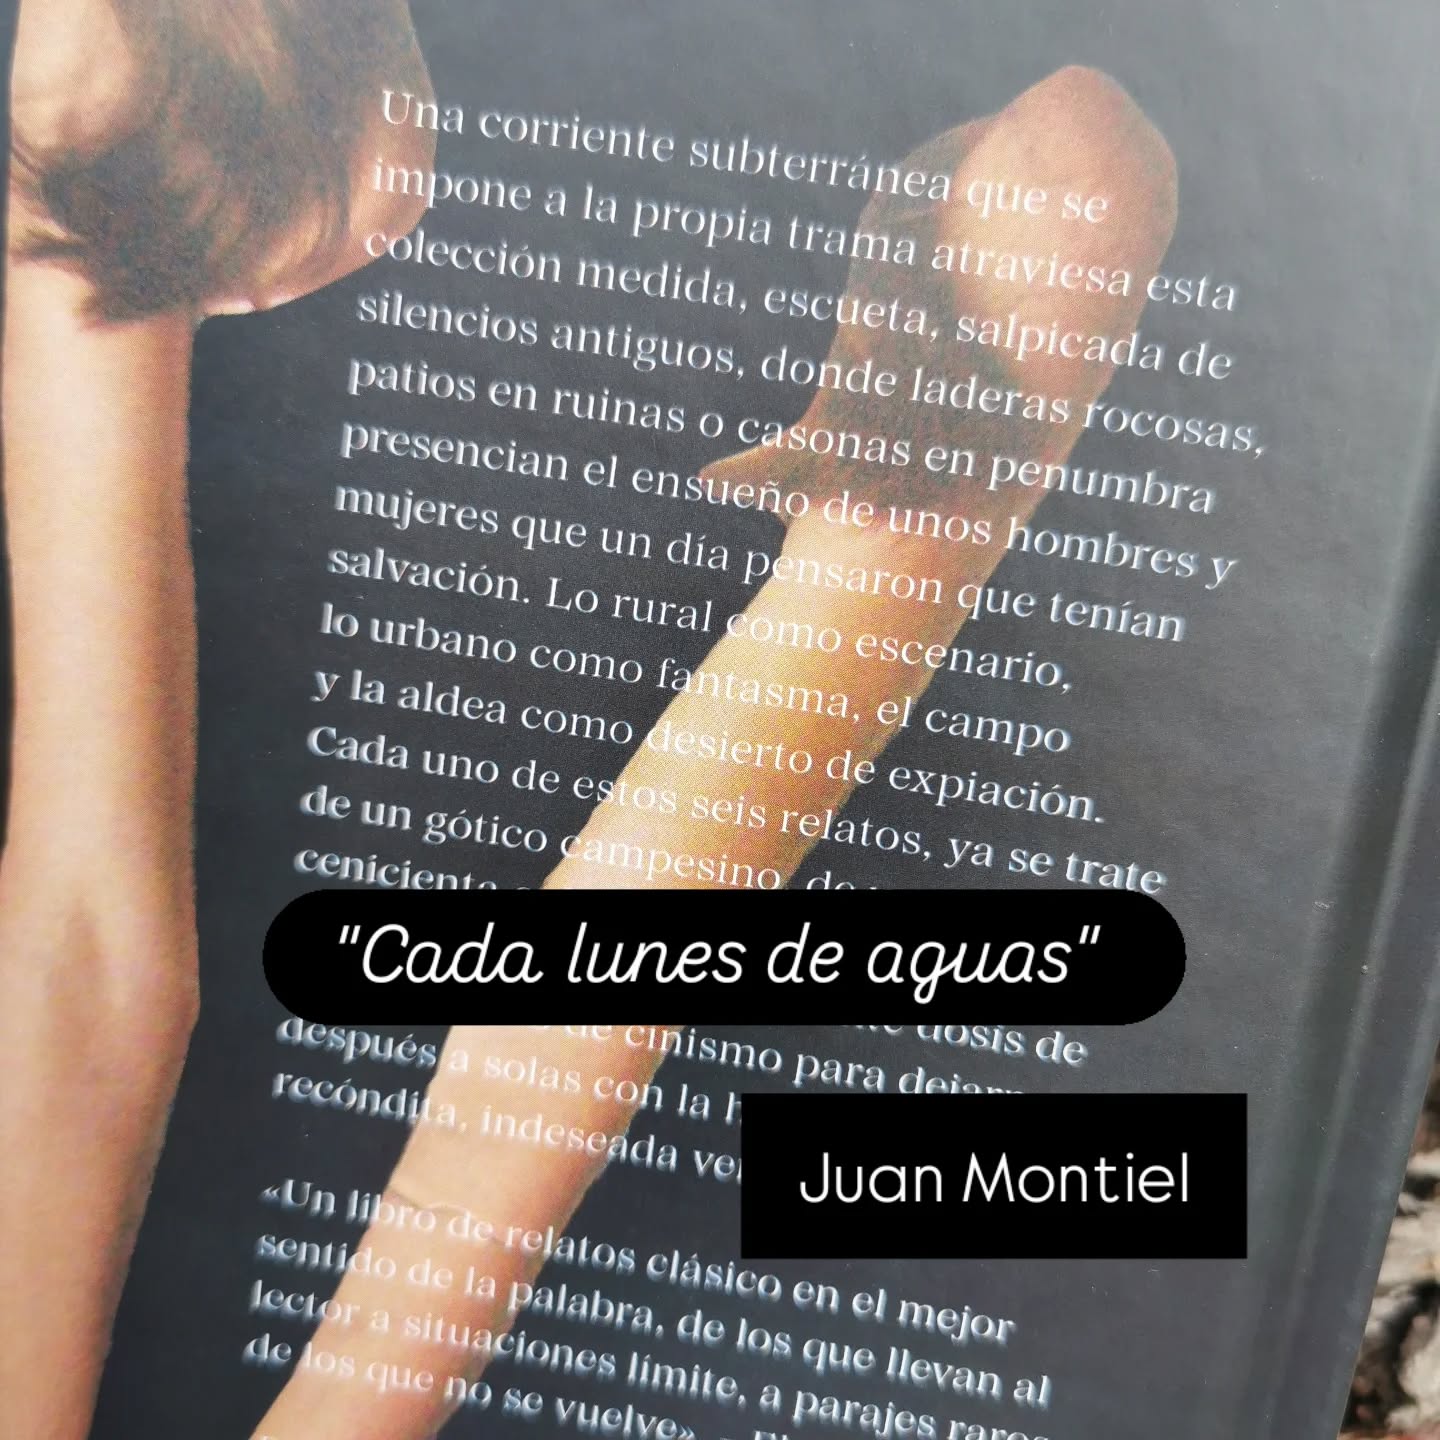 Una corriente subterránea que se
impone a la propia trama atraviesa esta
colección medida, escueta, salpicada de
silencios antiguos, donde laderas rocosas,
patios en ruinas o casonas en penumbra
presencian el ensueño de unos hombres y
mujeres que un día pensaron que tenían
salvación. Lo rural como escenario,
lo urbano como fantasma, el campo
y la aldea como desierto de expiación.
Cada uno de estos seis relatos, ya se trate
de un gótico campesino,
"Cada lunes de aguas"
dosis de
de cinismo para
después a solas con la
recóndita, indeseada
Juan Montiel
«Un libro de relatos clásico en el mejor
sentido de la palabra, de los que llevan al
lector a situaciones límite, a parajes raros
de los que no se vuelve»